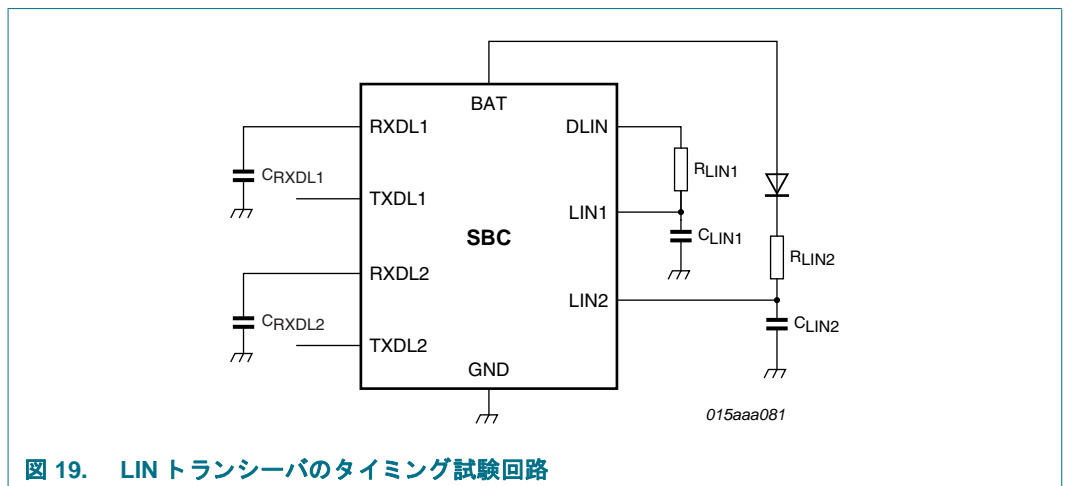 BAT
RXDL1
DLIN
CRXDL1
RLIN1
TXDL1
LIN1
SBC
CLIN1
RLIN2
RXDL2
LIN2
CRXDL2
CLIN2
TXDL2
GND
015aaa081
図 19. LIN トランシーバのタイミング試験回路